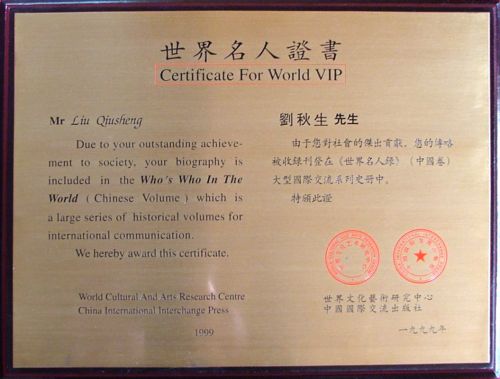 世界名人證書
Certificate For World VIP
Mr Liu Qiusheng
Due to your outstanding achieve-
ment to society, your biography is
included in the Who's Who In The
World ( Chinese Volume ) which is
a large series of historical volumes for
international communication.
We hereby award this certificate.
World Cultural And Arts Research Centre
China International Interchange Press
1999
劉秋生 先生
由于您對社會的傑出貢獻，您的傳略
被收錄刊發在《世界名人錄》（中國卷）
大型國際交流系列史册中。
特頒此證
世界文化藝術研究中心
中國國際交流出版社
一九九九年